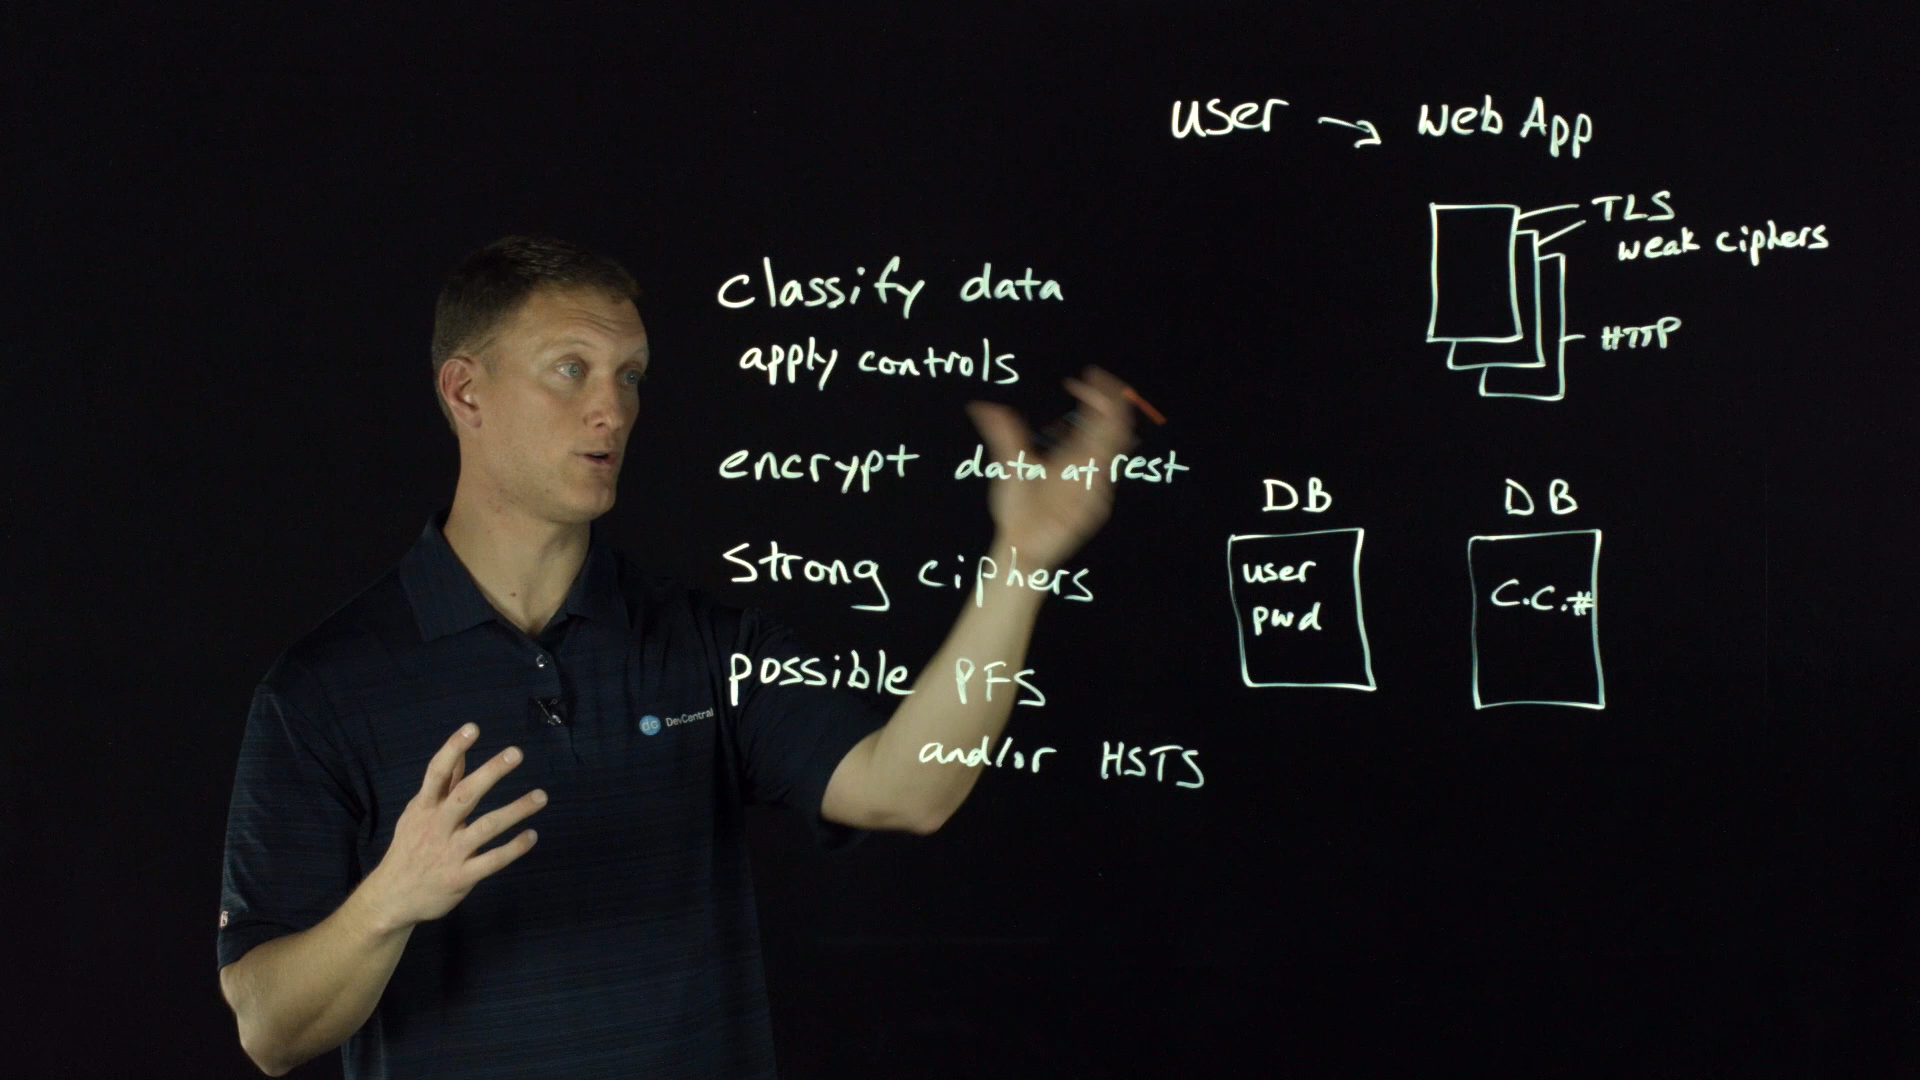 user → Web App
TLS
weak ciphers
HTTP
classify data
apply controls
encrypt data at rest
Strong ciphers
possible PFS
and/or HSTS
DB
user
pwd
DB
C.C.#
dc DevCentral